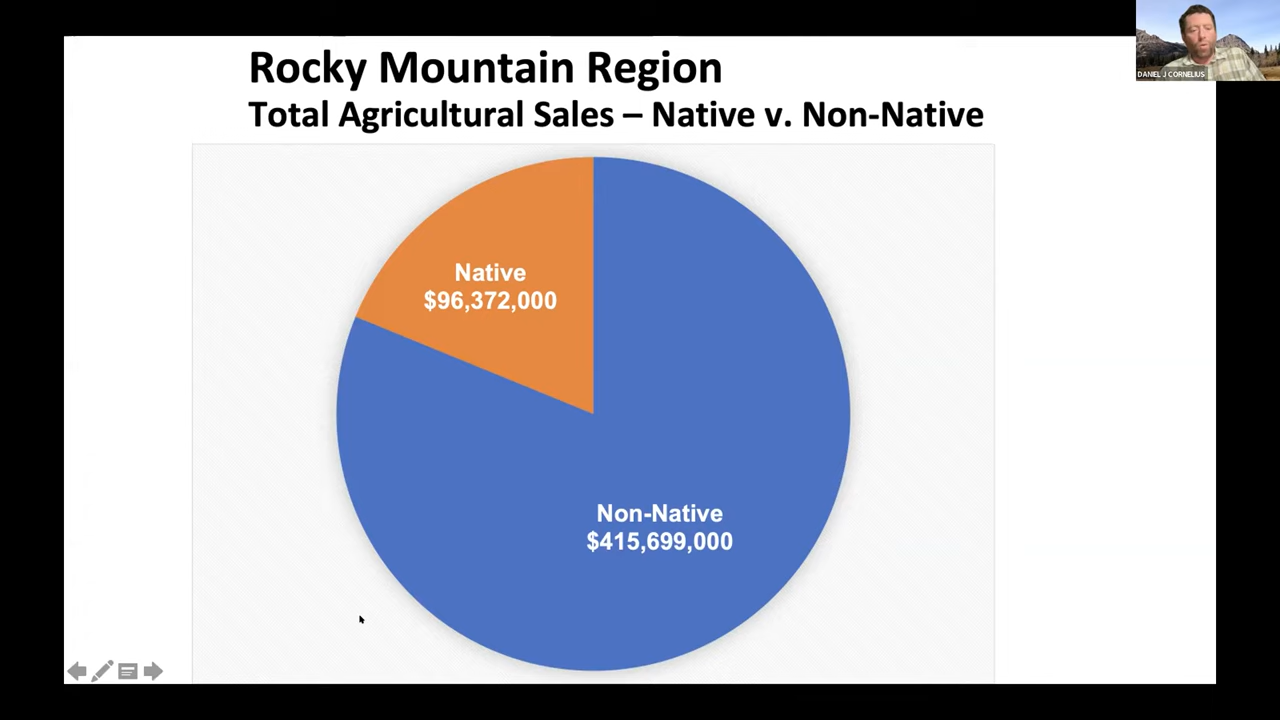 Rocky Mountain Region
Total Agricultural Sales – Native v. Non-Native
DANIEL J CORNELIUS
Native
$96,372,000
Non-Native
$415,699,000